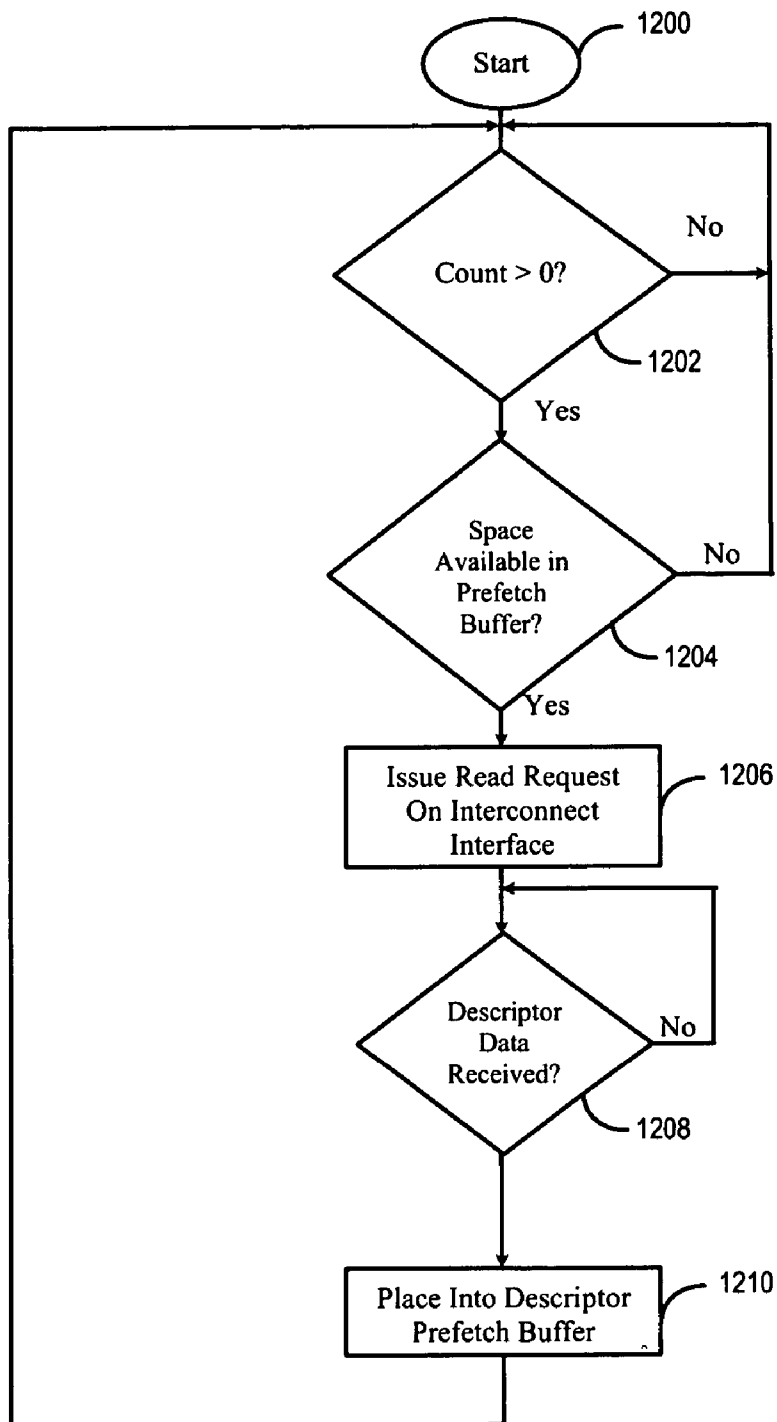 1200
Start
No
Count > 0?
1202
Yes
Space
Available in
Prefetch
Buffer?
No
1204
Yes
Issue Read Request
On Interconnect
Interface
1206
Descriptor
Data
Received?
No
1208
Place Into Descriptor
Prefetch Buffer
1210